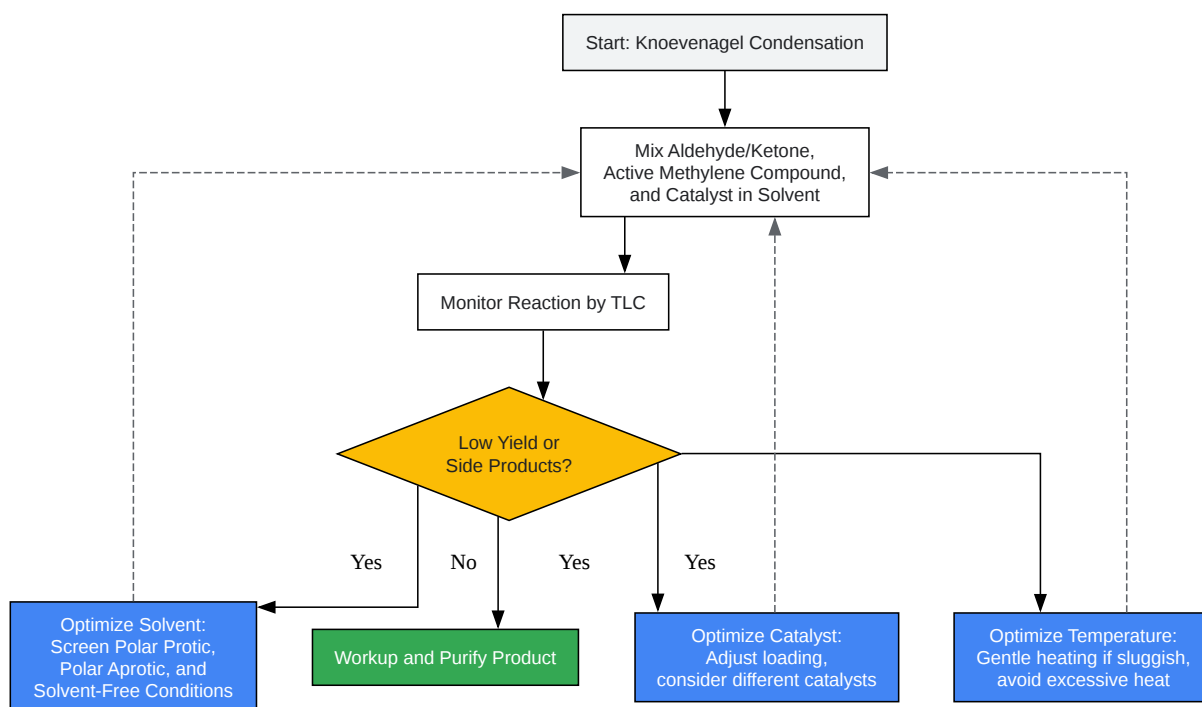 Start: Knoevenagel Condensation
Mix Aldehyde/Ketone,
Active Methylene Compound,
and Catalyst in Solvent
Monitor Reaction by TLC
Low Yield or
Side Products?
Yes
No
Yes
Yes
Optimize Solvent:
Screen Polar Protic,
Polar Aprotic, and
Solvent-Free Conditions
Workup and Purify Product
Optimize Catalyst:
Adjust loading,
consider different catalysts
Optimize Temperature:
Gentle heating if sluggish,
avoid excessive heat